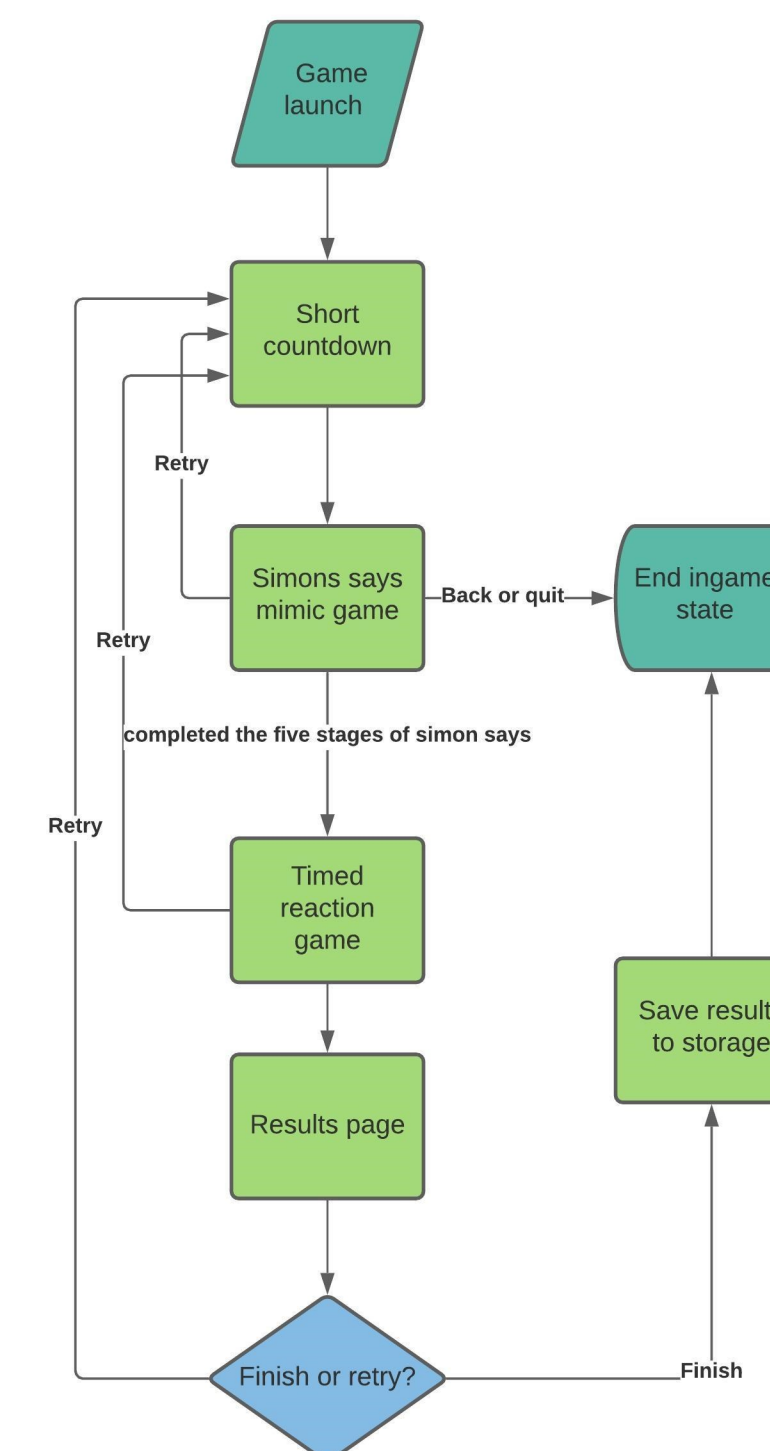 Game
launch
Short
countdown
Retry
Simons says
mimic game
Back or quit
End ingame
state
Retry
completed the five stages of simon says
Retry
Timed
reaction
game
Save result
to storage
Results page
Finish or retry?
Finish